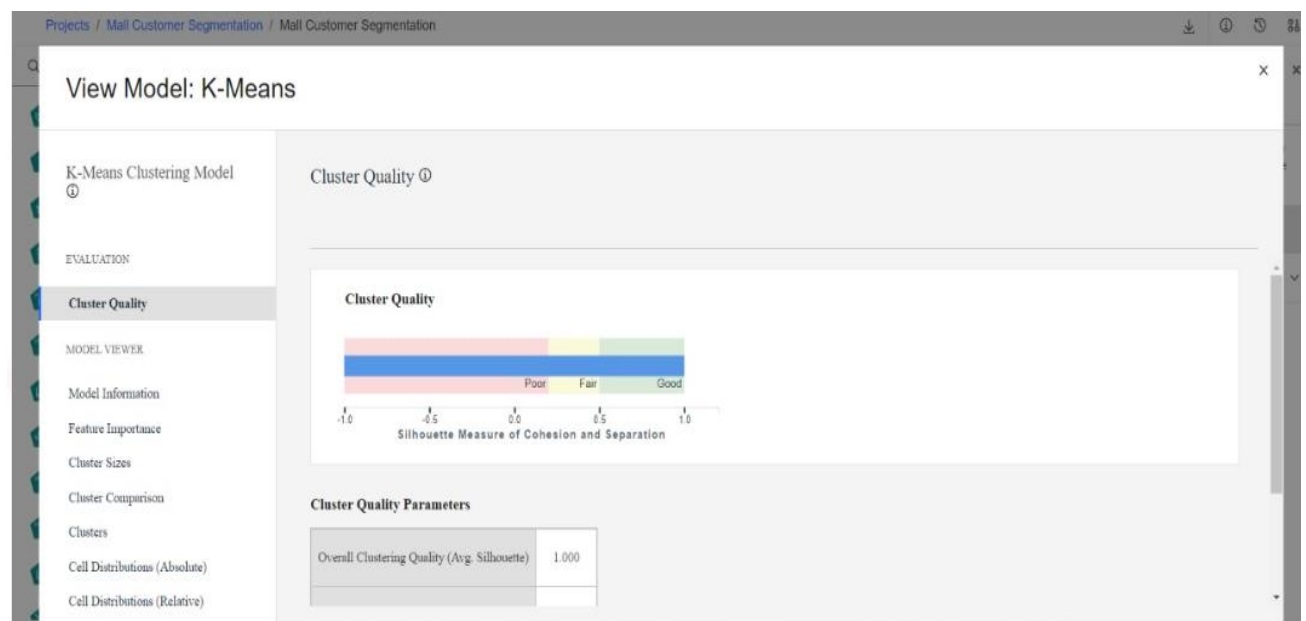 Projects / Mall Customer Segmentation / Mall Customer Segmentation
View Model: K-Means
K-Means Clustering Model
EVALUATION
Cluster Quality
MODEL VIEWER
Model Information
Feature Importance
Cluster Sizes
Cluster Comparison
Clusters
Cell Distributions (Absolute)
Cell Distributions (Relative)
Cluster Quality
Cluster Quality
Poor Fair Good
-1.0 -0.5 0.0 0.5 1.0
Silhouette Measure of Cohesion and Separation
Cluster Quality Parameters
Overall Clustering Quality (Avg. Silhouette) 1.000